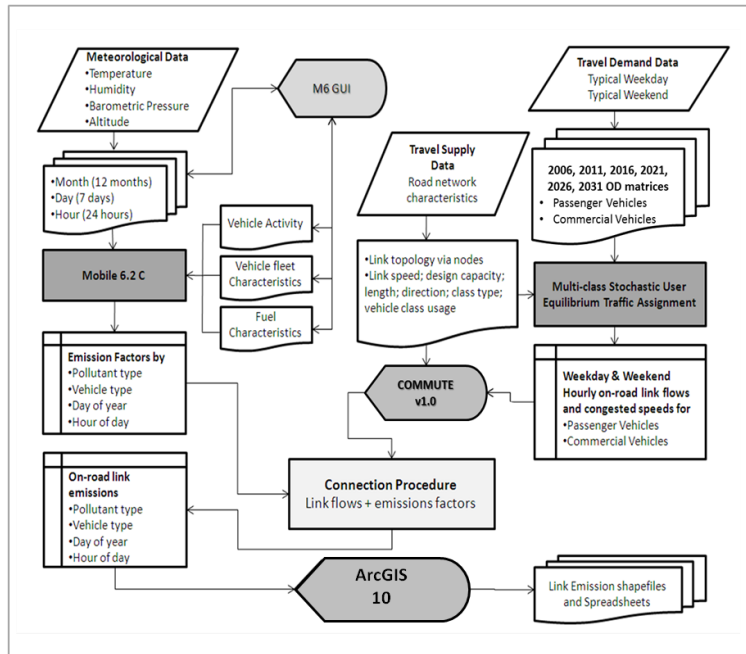 Meteorological Data
•Temperature
•Humidity
•Barometric Pressure
•Altitude
M6 GUI
Travel Demand Data
Typical Weekday
Typical Weekend
•Month (12 months)
•Day (7 days)
•Hour (24 hours)
Travel Supply
Data
Road network
characteristics
2006, 2011, 2016, 2021,
2026, 2031 OD matrices
• Passenger Vehicles
• Commercial Vehicles
Vehicle Activity
Vehicle fleet
Characteristics
Fuel
Characteristics
Mobile 6.2 C
•Link topology via nodes
•Link speed; design capacity;
length; direction; class type;
vehicle class usage
Multi-class Stochastic User
Equilibrium Traffic Assignment
Emission Factors by
•Pollutant type
•Vehicle type
•Day of year
•Hour of day
COMMUTE
v1.0
Weekday & Weekend
Hourly on-road link flows
and congested speeds for
•Passenger Vehicles
•Commercial Vehicles
On-road link
emissions
•Pollutant type
•Vehicle type
•Day of year
•Hour of day
Connection Procedure
Link flows + emissions factors
ArcGIS
10
Link Emission shapefiles
and Spreadsheets